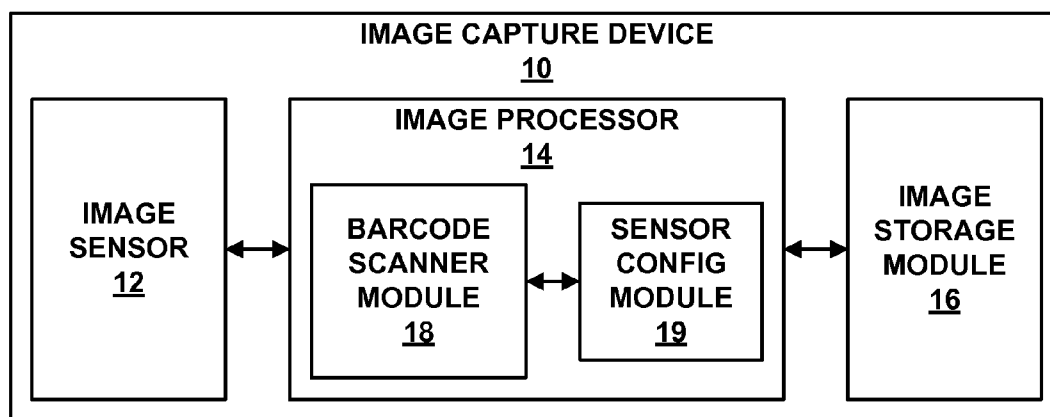 IMAGE CAPTURE DEVICE
10
IMAGE
SENSOR
12
IMAGE PROCESSOR
14
BARCODE
SCANNER
MODULE
18
SENSOR
CONFIG
MODULE
19
IMAGE
STORAGE
MODULE
16